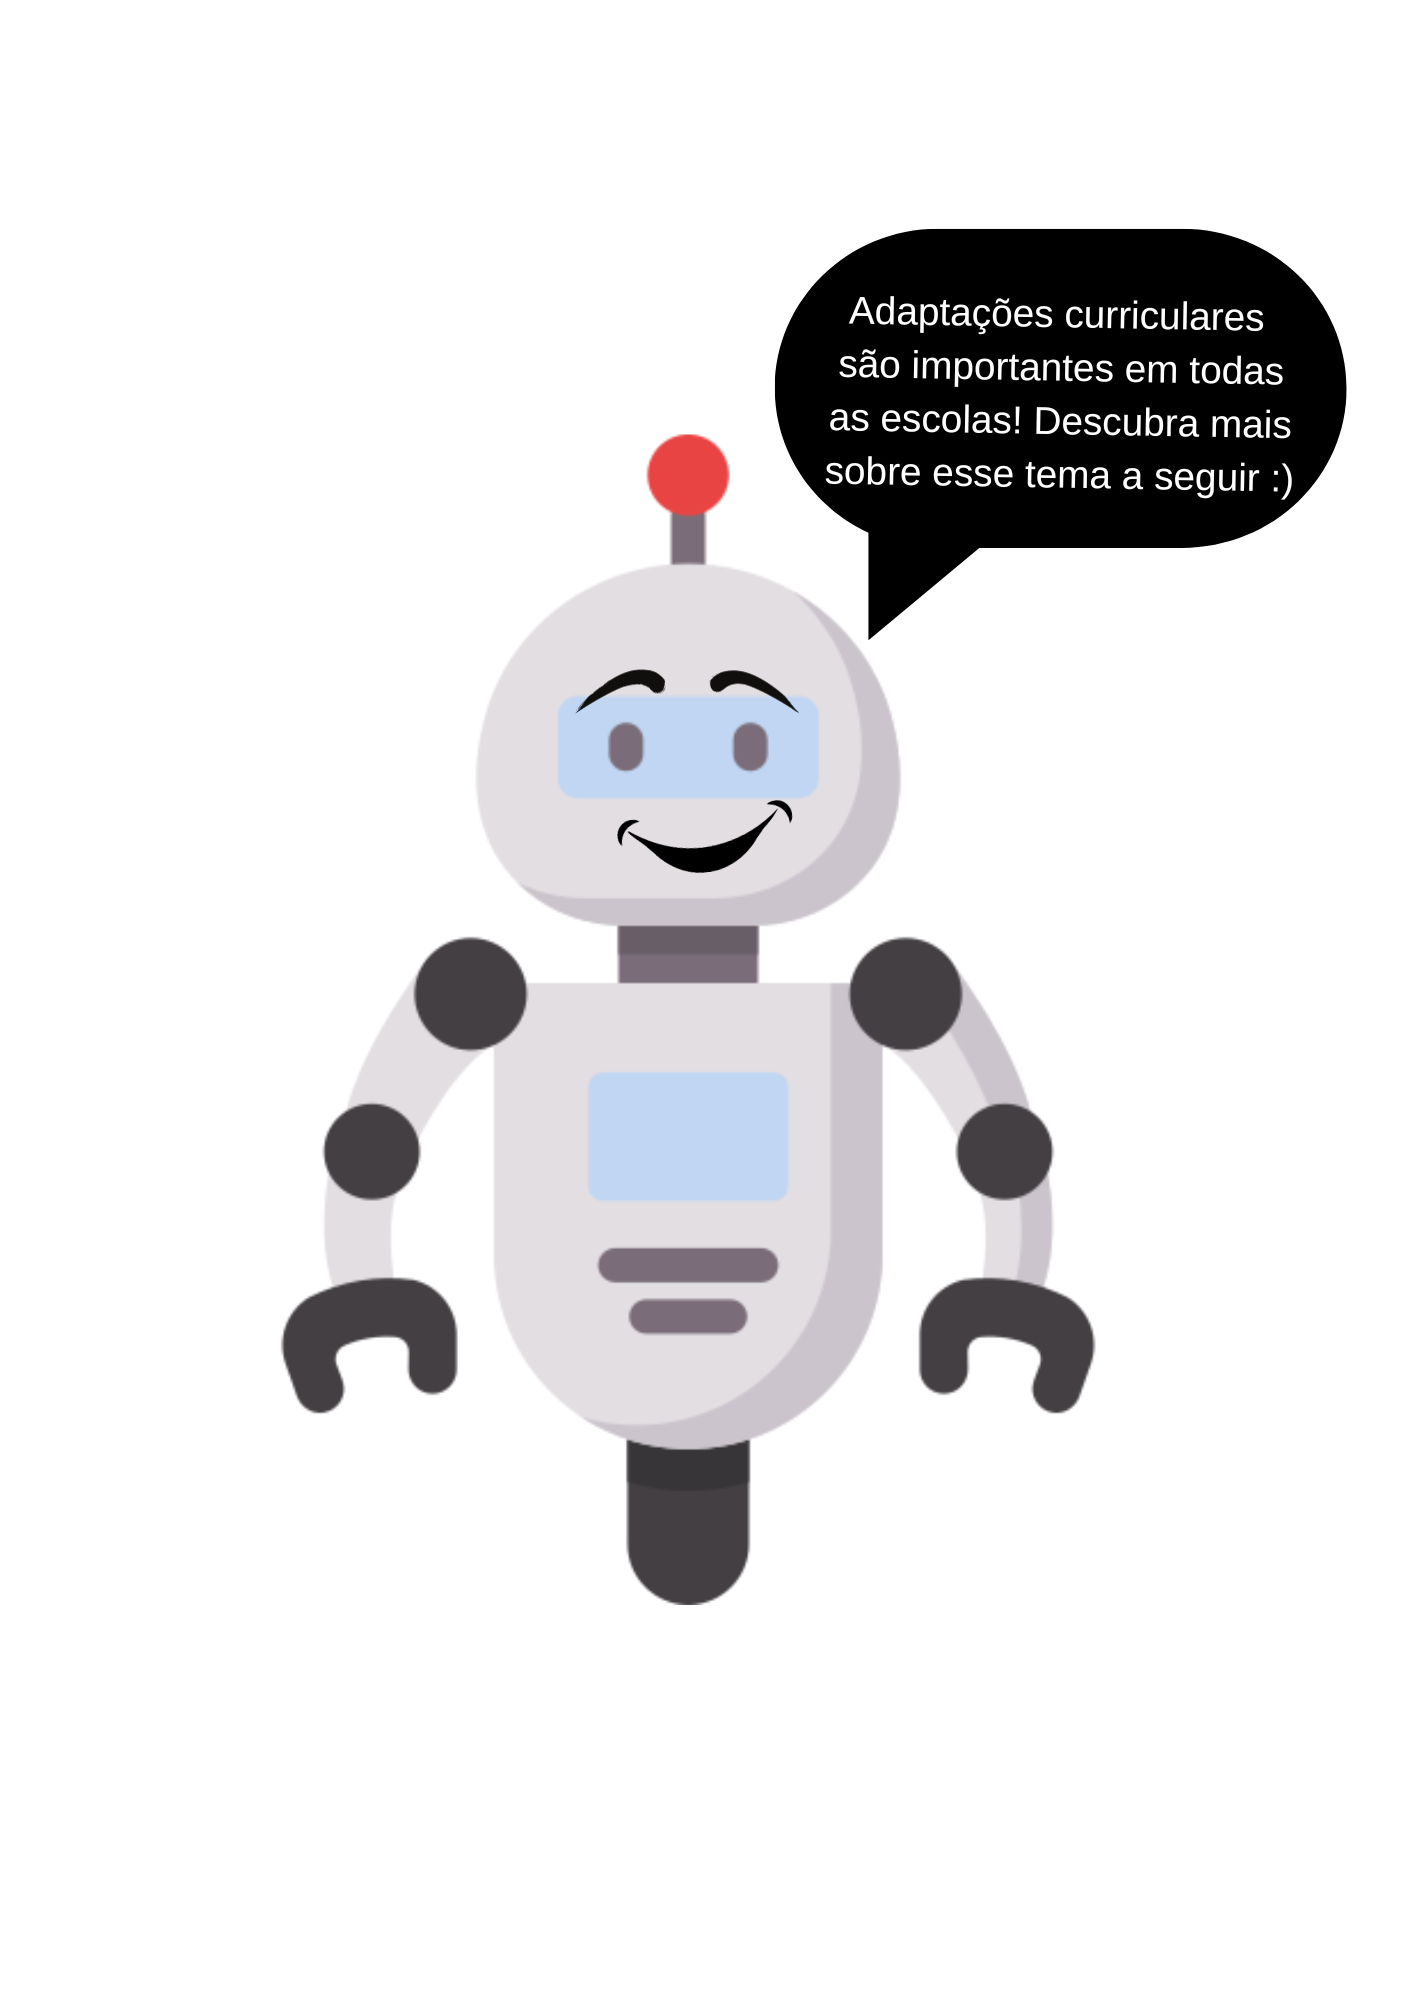 Adaptações curriculares
são importantes em todas
as escolas! Descubra mais
sobre esse tema a seguir :)